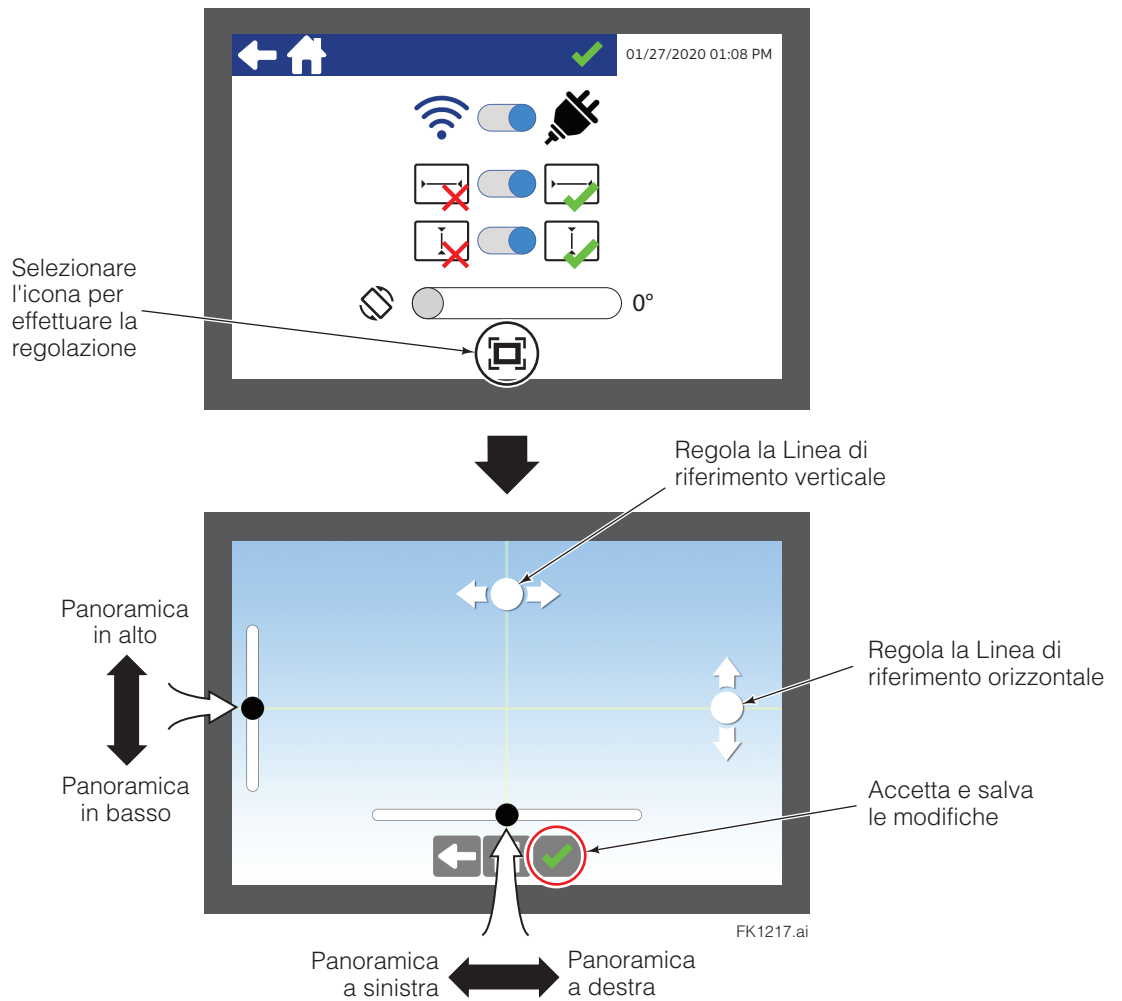 01/27/2020 01:08 PM
0°
Selezionare
l'icona per
effettuare la
regolazione
Regola la Linea di
riferimento verticale
Panoramica
in alto
Regola la Linea di
riferimento orizzontale
Panoramica
in basso
Accetta e salva
le modifiche
FK1217.ai
Panoramica
a sinistra
Panoramica
a destra